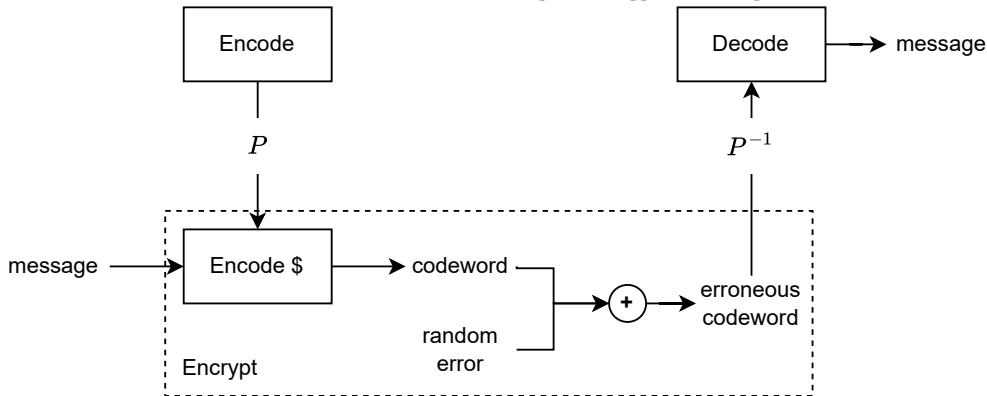 Encode
Decode
message
P
P⁻¹
message
Encode $
codeword
+
erroneous
codeword
random
error
Encrypt